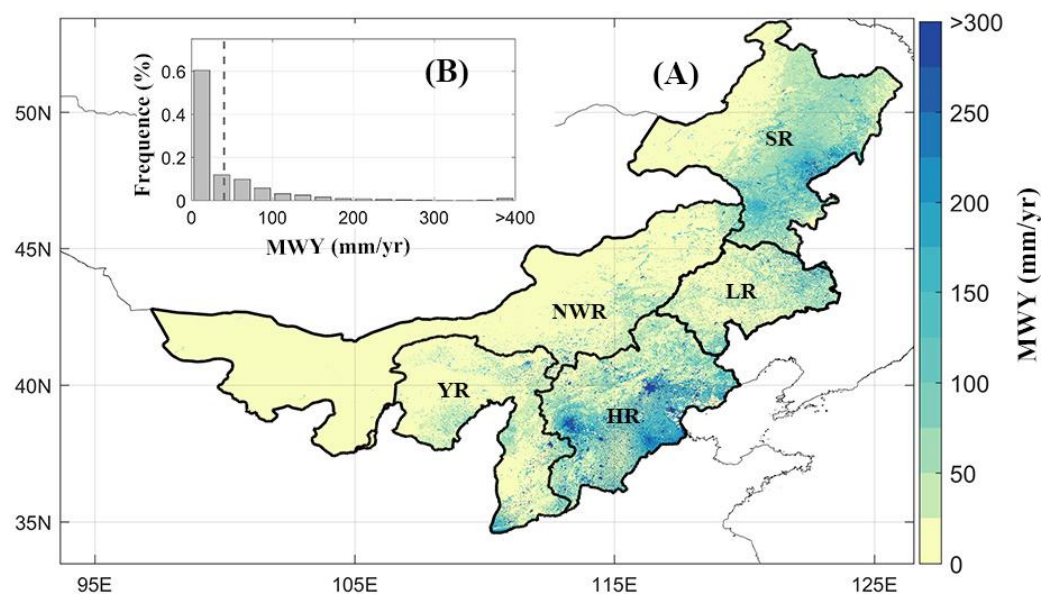 (B)
(A)
Frequence (%)
0.6
0.4
0.2
0
0
100
200
300
>400
MWY (mm/yr)
50N
45N
40N
35N
95E
105E
115E
125E
SR
LR
NWR
YR
HR
>300
250
200
150
100
50
0
MWY (mm/yr)